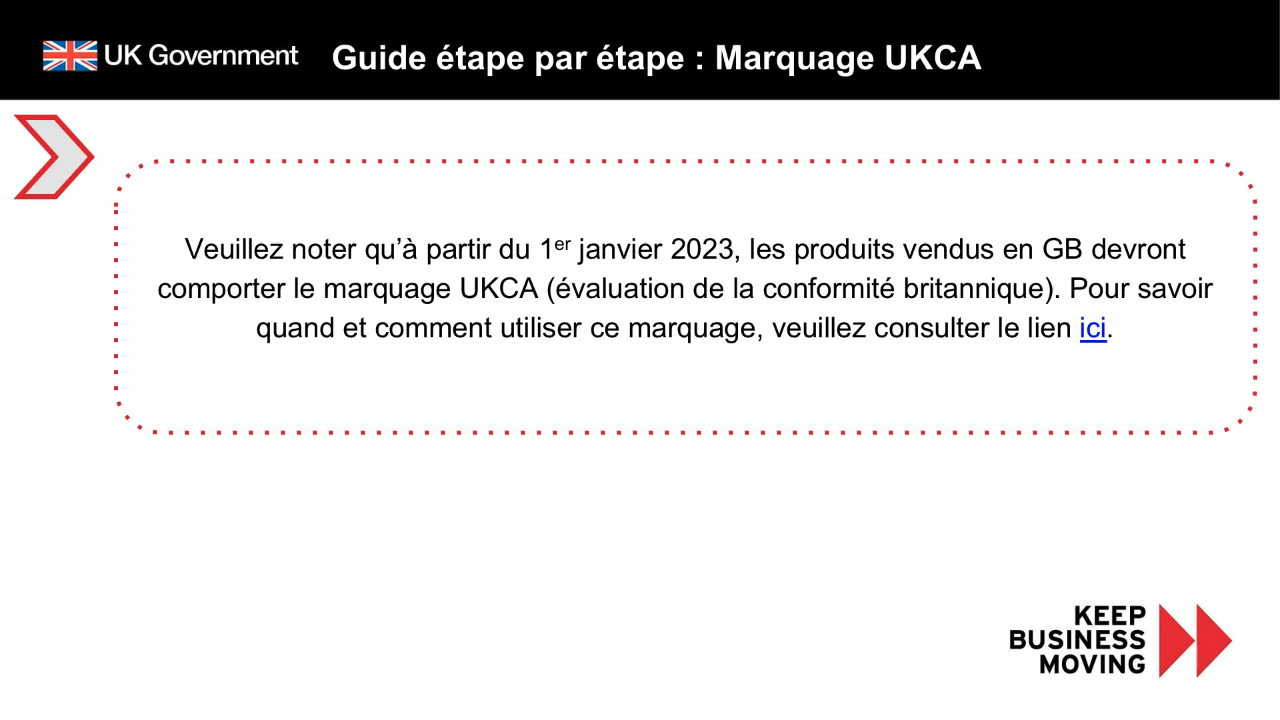 UK Government
Guide étape par étape : Marquage UKCA
Veuillez noter qu’à partir du 1er janvier 2023, les produits vendus en GB devront
comporter le marquage UKCA (évaluation de la conformité britannique). Pour savoir
quand et comment utiliser ce marquage, veuillez consulter le lien ici.
KEEP
BUSINESS
MOVING